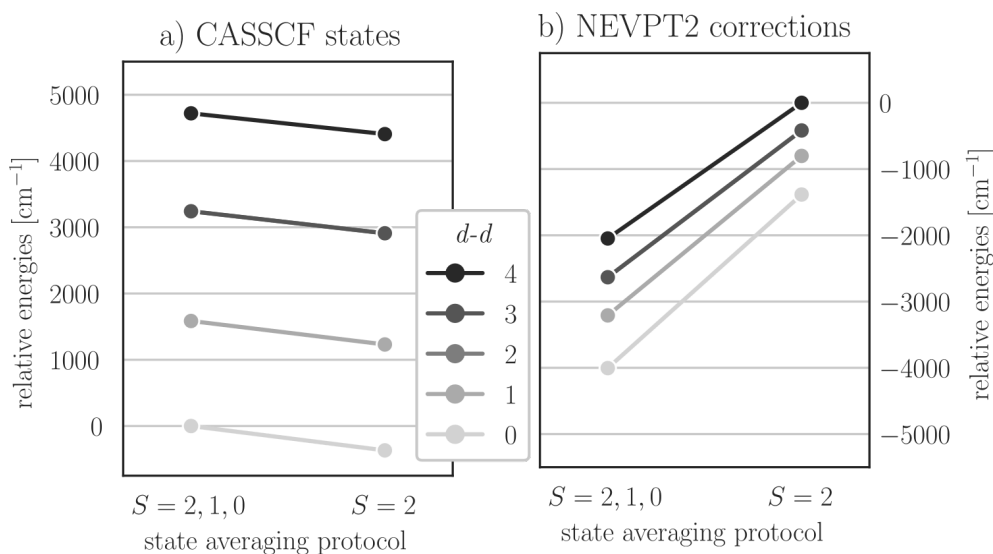 a) CASSCF states
b) NEVPT2 corrections
relative energies [cm⁻¹]
5000
4000
3000
2000
1000
0
S = 2, 1, 0
S = 2
state averaging protocol
d-d
4
3
2
1
0
0
−1000
−2000
−3000
−4000
−5000
relative energies [cm⁻¹]
S = 2, 1, 0
S = 2
state averaging protocol